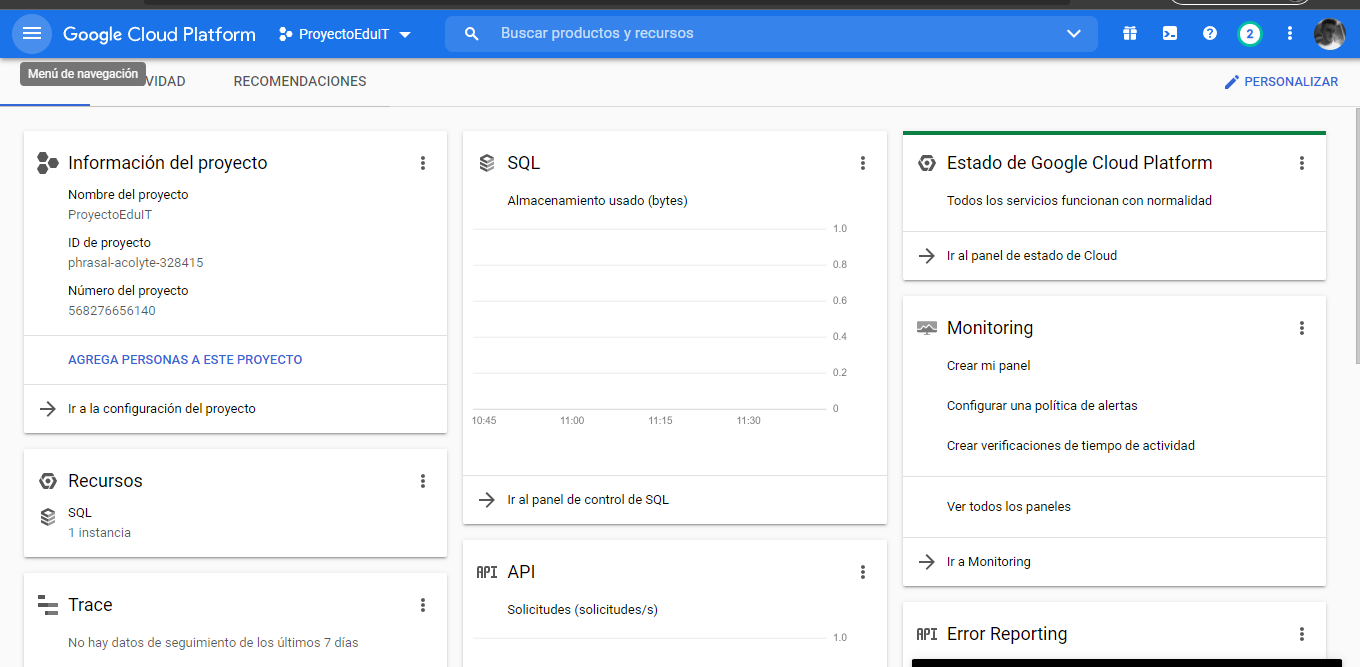 Google Cloud Platform
ProyectoEduIT
Buscar productos y recursos
2
Menú de navegación
VIDAD
RECOMENDACIONES
PERSONALIZAR
Información del proyecto
Nombre del proyecto
ProyectoEduIT
ID de proyecto
phrasal-acolyte-328415
Número del proyecto
568276656140
AGREGA PERSONAS A ESTE PROYECTO
Ir a la configuración del proyecto
Recursos
SQL
1 instancia
Trace
No hay datos de seguimiento de los últimos 7 días
SQL
Almacenamiento usado (bytes)
1.0
0.8
0.6
0.4
0.2
0
10:45 11:00 11:15 11:30
Ir al panel de control de SQL
API API
Solicitudes (solicitudes/s)
1.0
Estado de Google Cloud Platform
Todos los servicios funcionan con normalidad
Ir al panel de estado de Cloud
Monitoring
Crear mi panel
Configurar una política de alertas
Crear verificaciones de tiempo de actividad
Ver todos los paneles
Ir a Monitoring
API Error Reporting